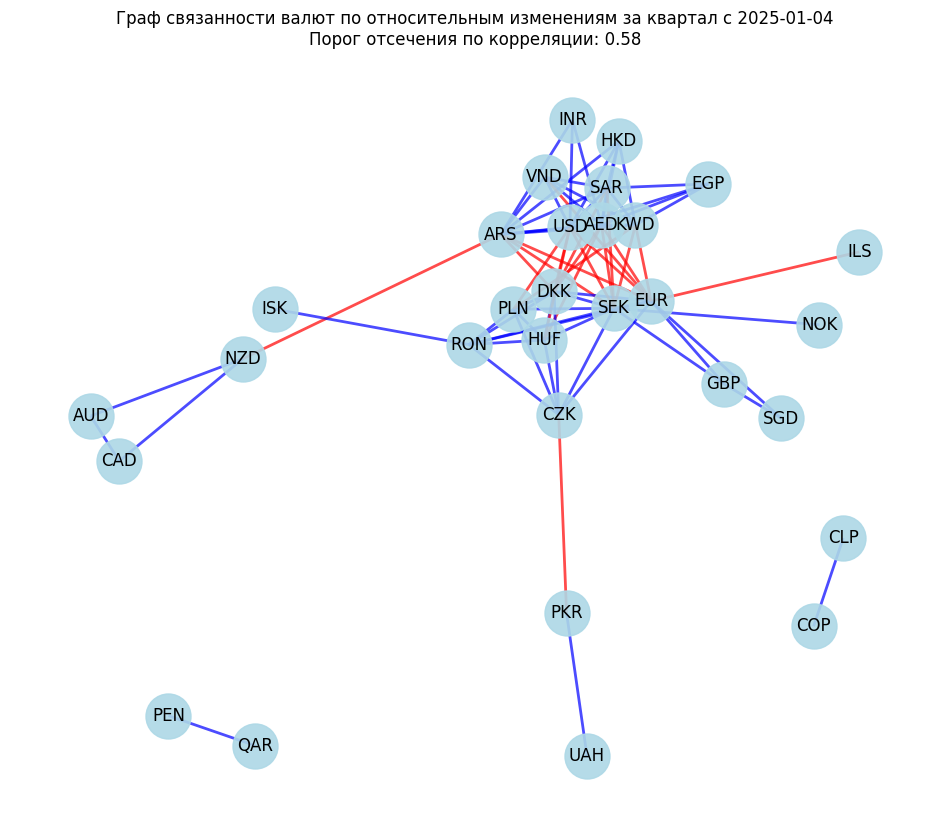 Граф связанности валют по относительным изменениям за квартал с 2025-01-04
Порог отсечения по корреляции: 0.58
INR
HKD
VND
SAR
EGP
ARS
USD
AED
KWD
ILS
DKK
EUR
ISK
PLN
SEK
NOK
RON
HUF
NZD
GBP
AUD
CZK
SGD
CAD
CLP
PKR
COP
PEN
QAR
UAH